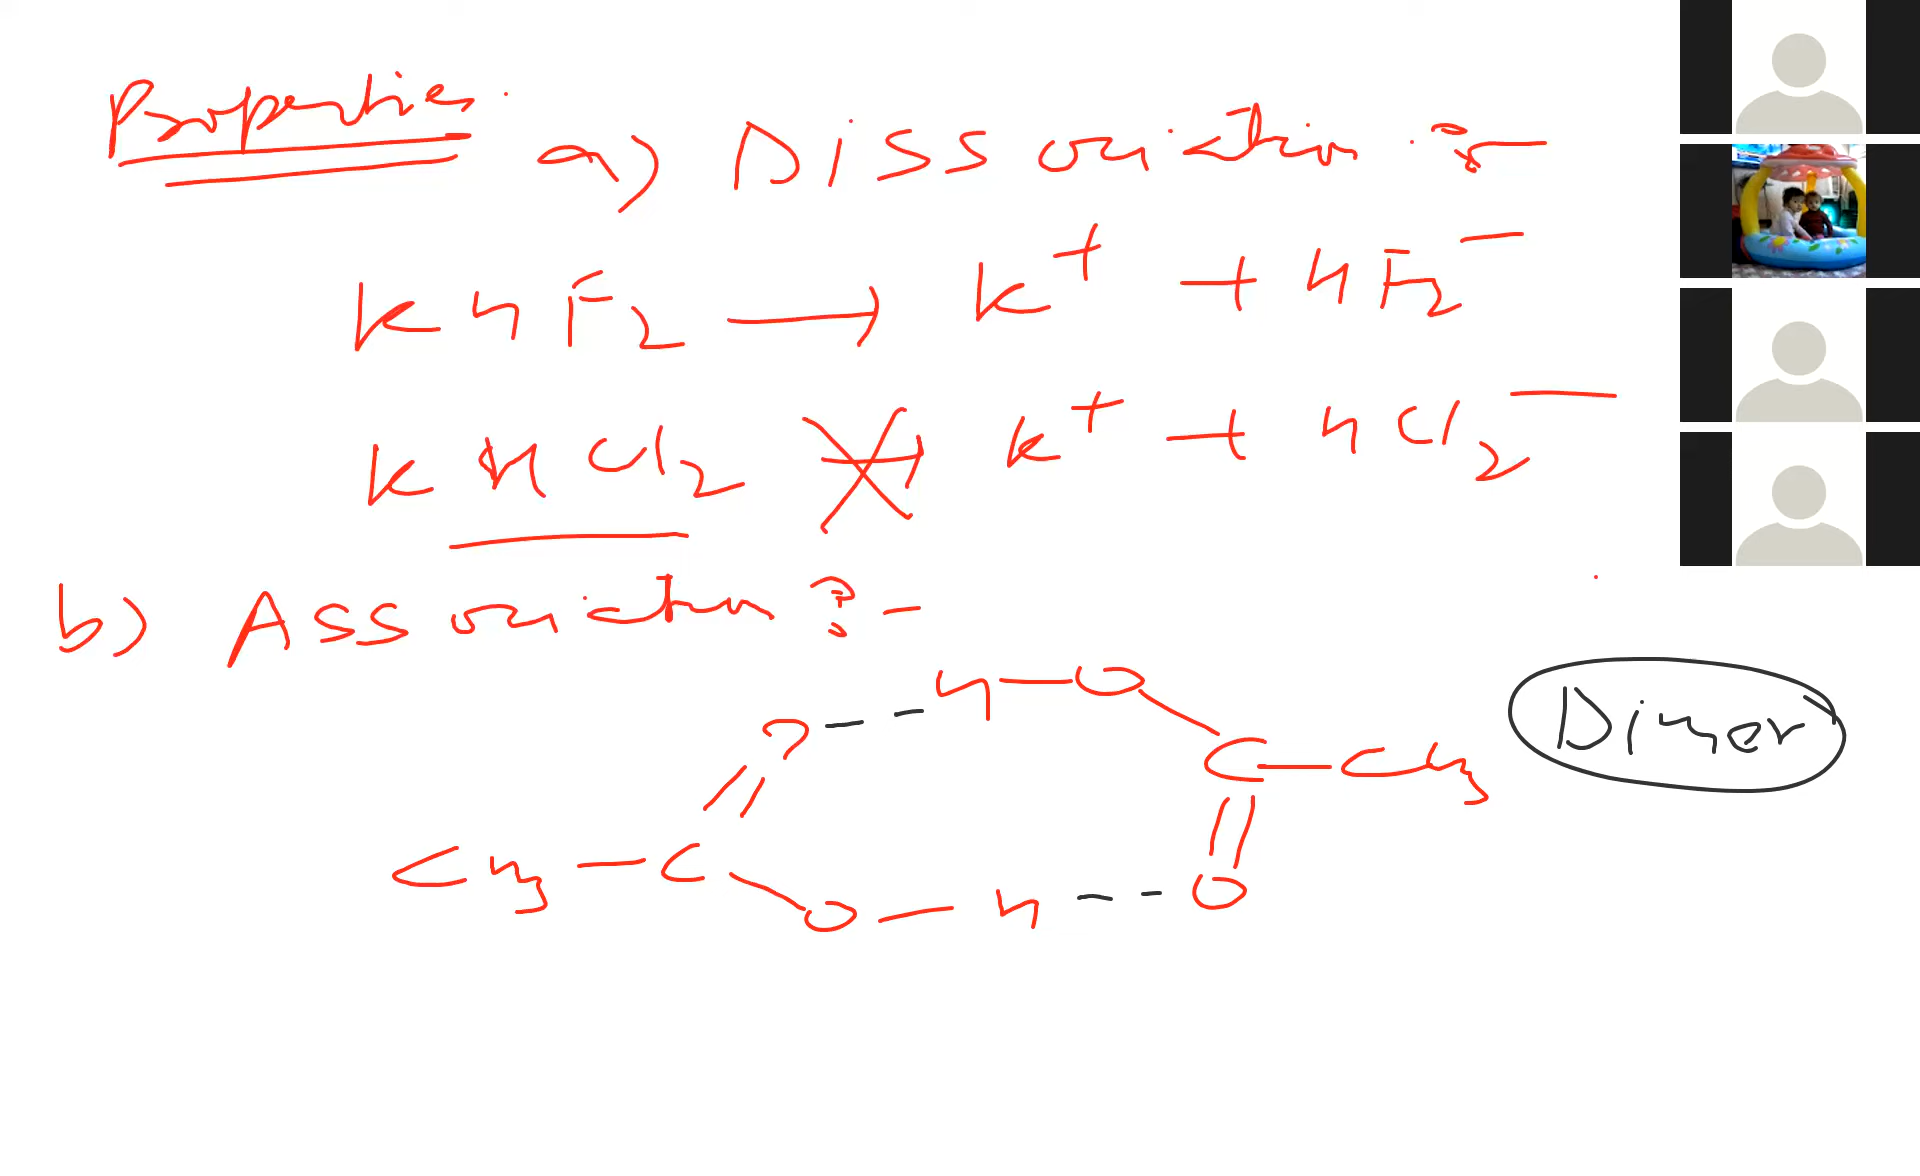 Properties a) Dissociation :-
KHF2 → K+ + HF2-
KHCl2 → K+ + HCl2-
b) Association :-
H-O
O
C-CH3 Dimer
CH3-C
O-H O